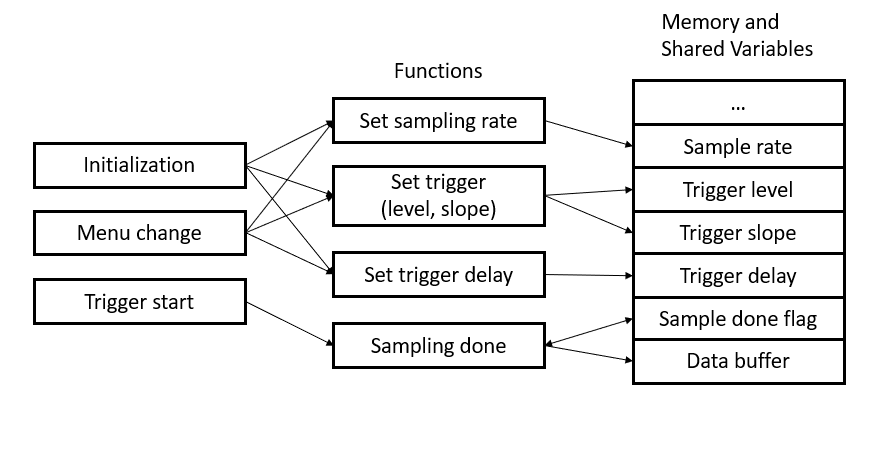 Memory and
Shared Variables
Functions
...
Set sampling rate
Sample rate
Initialization
Set trigger
(level, slope)
Trigger level
Menu change
Trigger slope
Set trigger delay
Trigger delay
Trigger start
Sample done flag
Sampling done
Data buffer